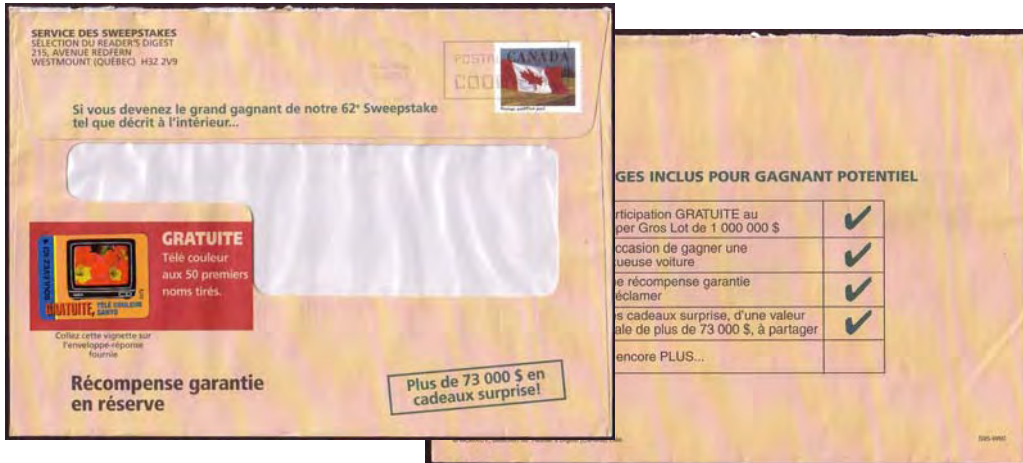 SERVICE DES SWEEPSTAKES
SÉLECTION DU READER'S DIGEST
215, AVENUE REDFERN
WESTMOUNT (QUÉBEC) H3Z 2V9
POSTA
COD
CANADA
Si vous devenez le grand gagnant de notre 62e Sweepstake
tel que décrit à l'intérieur...
SOULEVEZ ICI
GRATUITE, TÉLÉ COULEUR
SANYO
GRATUITE
Télé couleur
aux 50 premiers
noms tirés.
Collez cette vignette sur
l'enveloppe-réponse
fournie
Récompense garantie
en réserve
Plus de 73 000 $ en
cadeaux surprise!
GES INCLUS POUR GAGNANT POTENTIEL
rticipation GRATUITE au
per Gros Lot de 1 000 000 $
ccasion de gagner une
tueuse voiture
e récompense garantie
éclamer
s cadeaux surprise, d'une valeur
ale de plus de 73 000 $, à partager
encore PLUS...